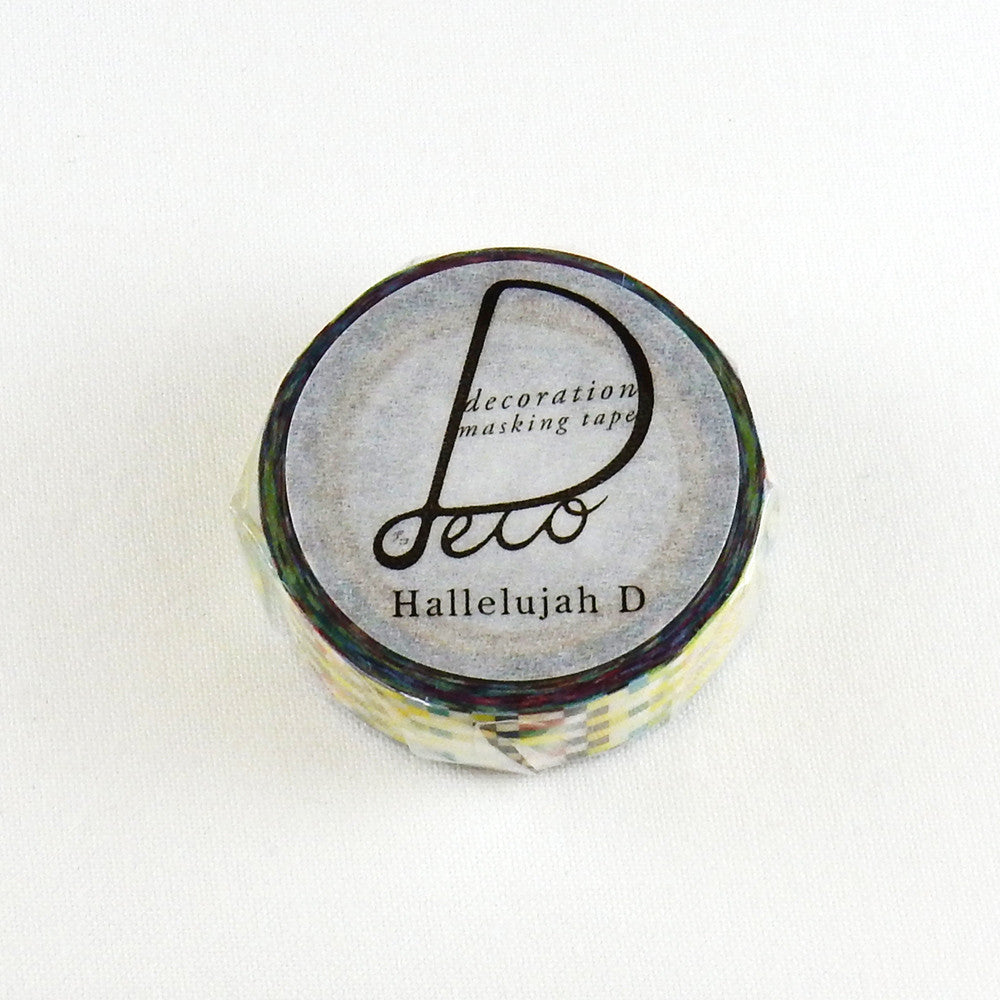 decoration
masking tape
Deco
Hallelujah D